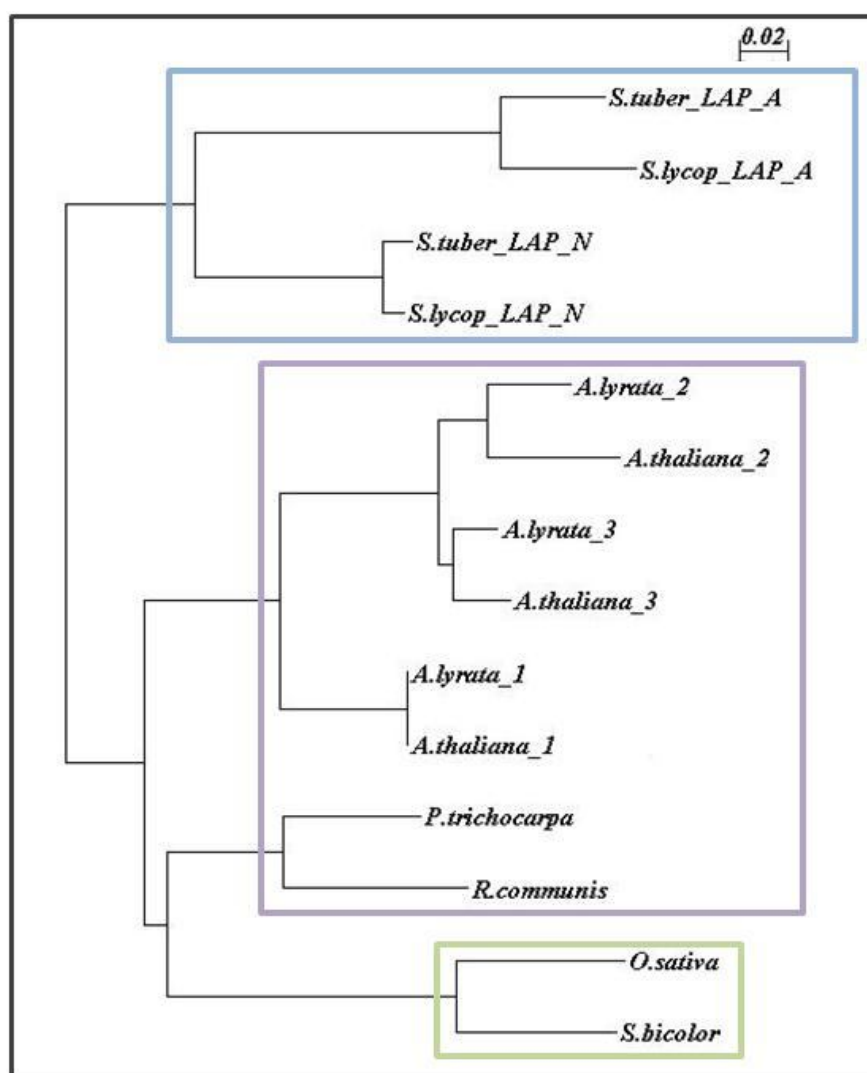 0.02
S.tuber_LAP_A
S.lycop_LAP_A
S.tuber_LAP_N
S.lycop_LAP_N
A.lyrata_2
A.thaliana_2
A.lyrata_3
A.thaliana_3
A.lyrata_1
A.thaliana_1
P.trichocarpa
R.communis
O.sativa
S.bicolor